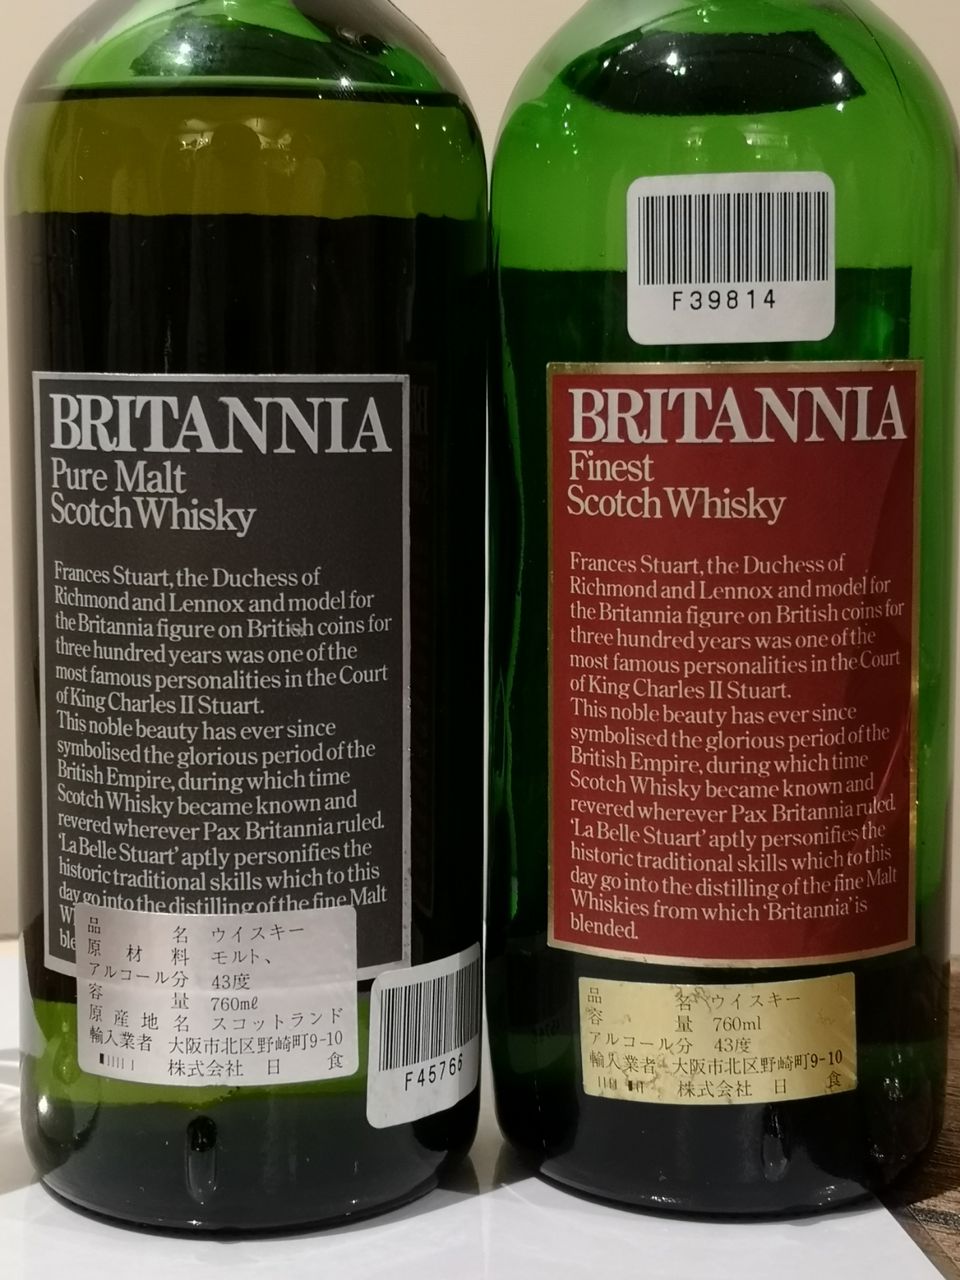 BRITANNIA
Pure Malt
Scotch Whisky
Frances Stuart, the Duchess of
Richmond and Lennox and model for
the Britannia figure on British coins for
three hundred years was one of the
most famous personalities in the Court
of King Charles II Stuart.
This noble beauty has ever since
symbolised the glorious period of the
British Empire, during which time
Scotch Whisky became known and
revered wherever Pax Britannia ruled.
'La Belle Stuart' aptly personifies the
historic traditional skills which to this
day go into the distilling of the fine Malt
品 名 ウイスキー
原材料 モルト、
アルコール分 43度
容 量 760mℓ
原産地名 スコットランド
輸入業者 大阪市北区野崎町9-10
株式会社 日 食
F45766
F39814
BRITANNIA
Finest
Scotch Whisky
Frances Stuart, the Duchess of
Richmond and Lennox and model for
the Britannia figure on British coins for
three hundred years was one of the
most famous personalities in the Court
of King Charles II Stuart.
This noble beauty has ever since
symbolised the glorious period of the
British Empire, during which time
Scotch Whisky became known and
revered wherever Pax Britannia ruled.
'La Belle Stuart' aptly personifies the
historic traditional skills which to this
day go into the distilling of the fine Malt
Whiskies from which 'Britannia' is
blended.
品 名 ウイスキー
容 量 760ml
アルコール分 43度
輸入業者 大阪市北区野崎町9-10
株式会社 日 食